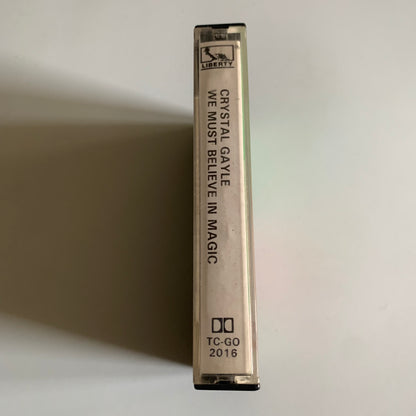 LIBERTY
CRYSTAL GAYLE
WE MUST BELIEVE IN MAGIC
TC-GO
2016